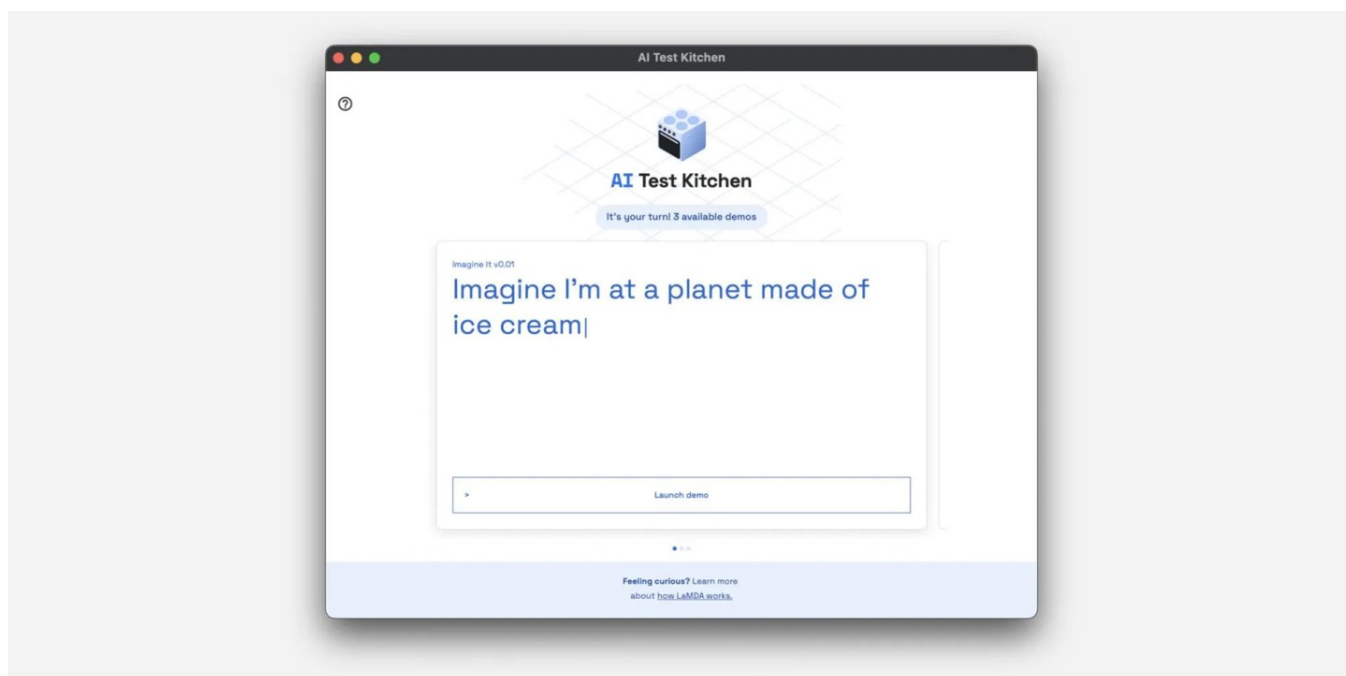 AI Test Kitchen
AI Test Kitchen
It's your turn! 3 available demos
Imagine It v0.01
Imagine I'm at a planet made of
ice cream
> Launch demo
Feeling curious? Learn more
about how LaMDA works.